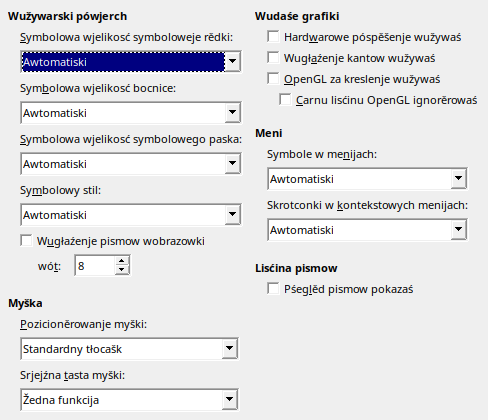 Wužywarski pówjerch
Symbolowa wjelikosć symboloweje rědki:
Awtomatiski
Symbolowa wjelikosć bocnice:
Awtomatiski
Symbolowa wjelikosć symbolowego paska:
Awtomatiski
Symbolowy stil:
Awtomatiski
Wugłaźenje pismow wobrazowki
wót: 8
Myška
Pozicioněrowanje myški:
Standardny tłocašk
Srjejźna tasta myški:
Žedna funkcija
Wudaśe grafiki
Hardwarowe póspěšenje wužywaś
Wugłaźenje kantow wužywaś
OpenGL za kreslenje wužywaś
Carnu lisćinu OpenGL ignorěrowaś
Meni
Symbole w menijach:
Awtomatiski
Skrotconki w kontekstowych menijach:
Awtomatiski
Lisćina pismow
Pśeglěd pismow pokazaś